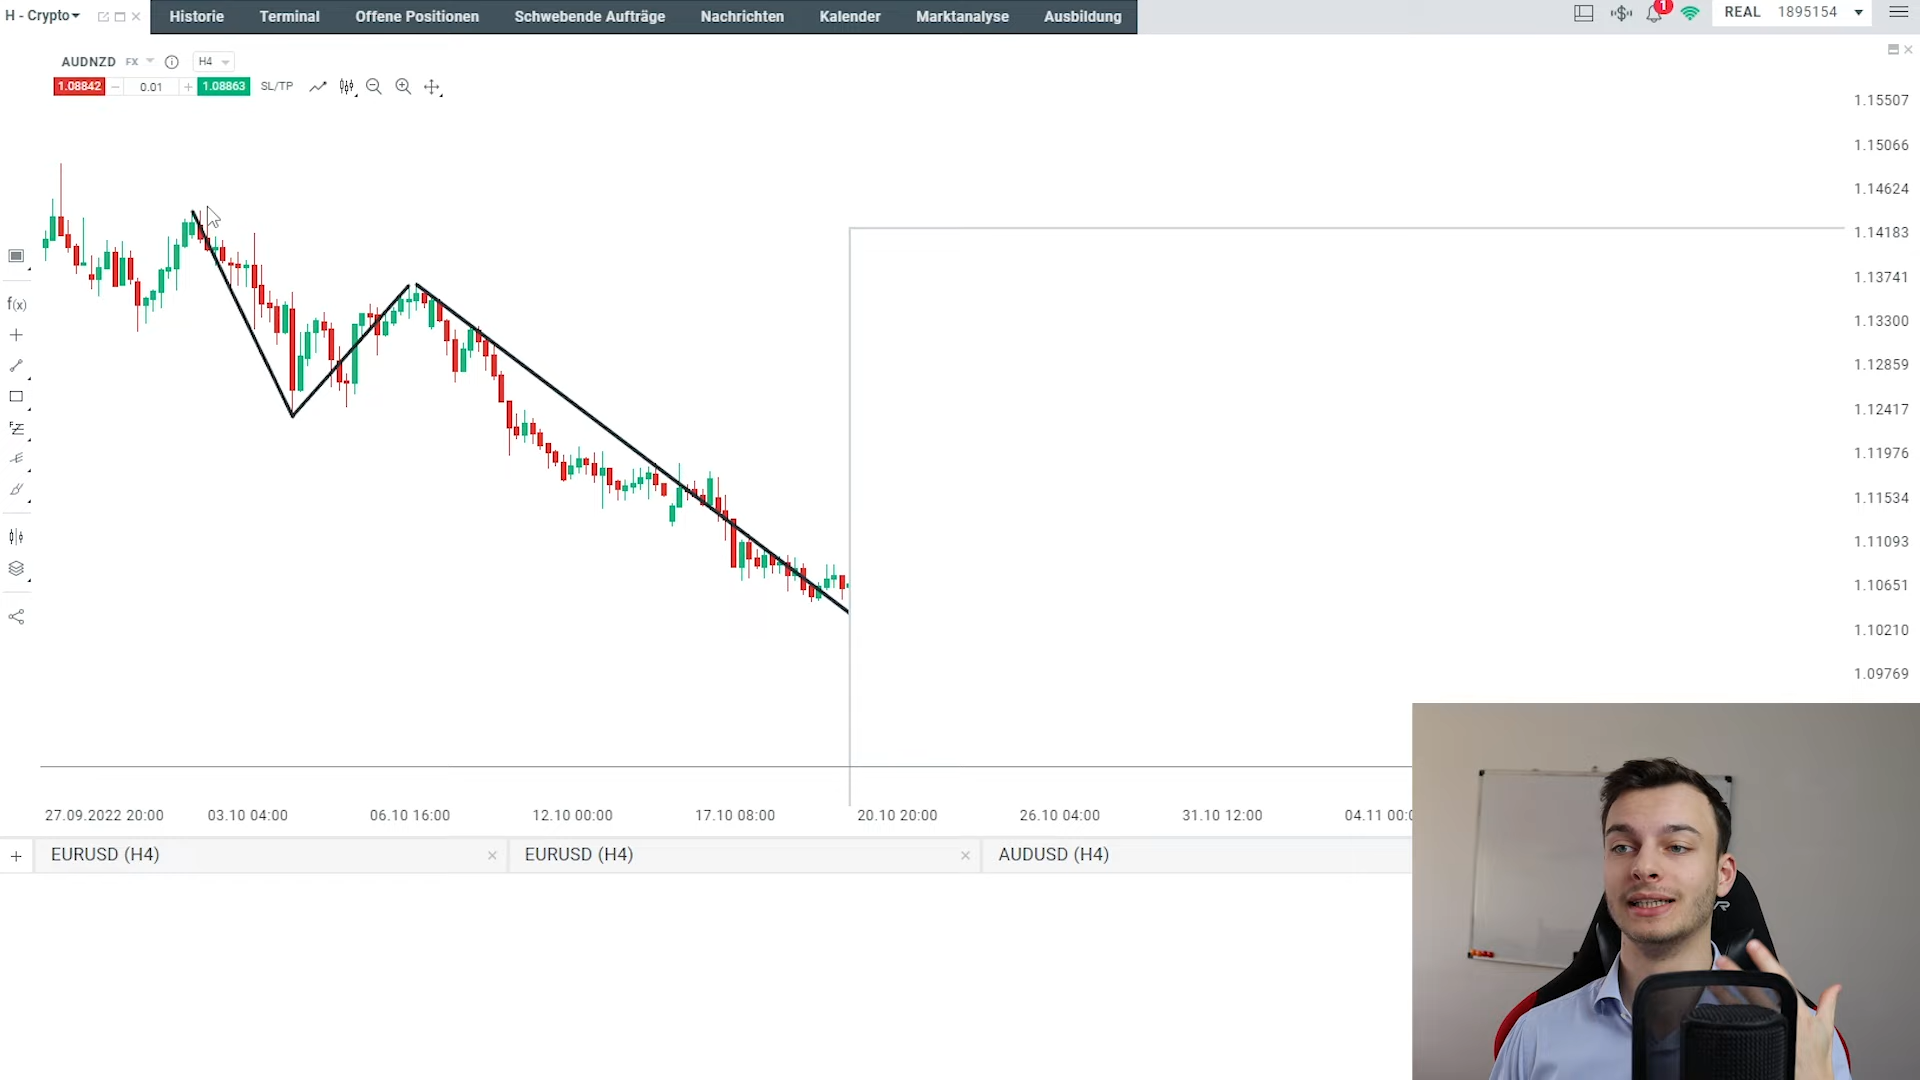 H - Crypto
Historie
Terminal
Offene Positionen
Schwebende Aufträge
Nachrichten
Kalender
Marktanalyse
Ausbildung
1
REAL 1895154
AUDNZD FX H4
1.08842 0.01 1.08863 SL/TP
f(x)
1.15507
1.15066
1.14624
1.14183
1.13741
1.13300
1.12859
1.12417
1.11976
1.11534
1.11093
1.10651
1.10210
1.09769
27.09.2022 20:00
03.10 04:00
06.10 16:00
12.10 00:00
17.10 08:00
20.10 20:00
26.10 04:00
31.10 12:00
04.11
EURUSD (H4)
EURUSD (H4)
AUDUSD (H4)